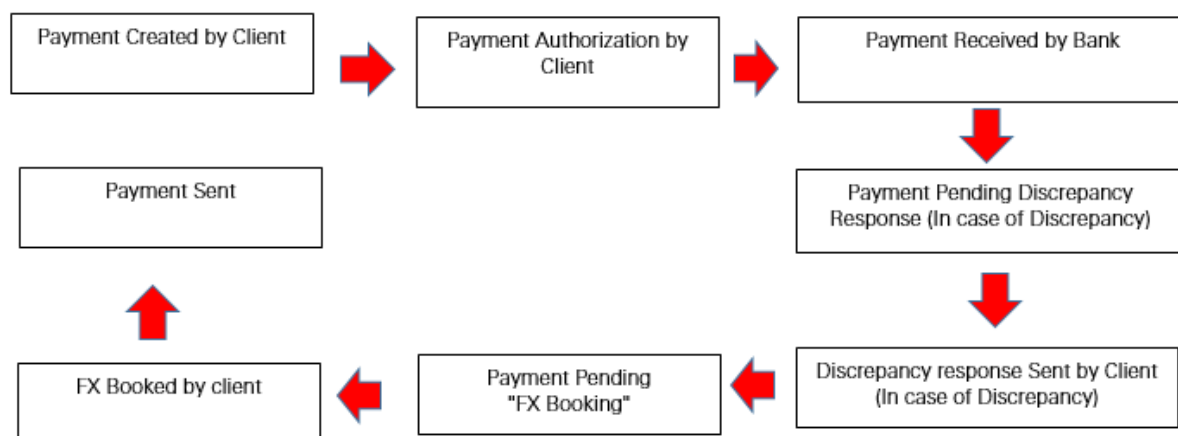 Payment Created by Client
Payment Authorization by
Client
Payment Received by Bank
Payment Pending Discrepancy
Response (In case of Discrepancy)
Discrepancy response Sent by Client
(In case of Discrepancy)
Payment Pending
"FX Booking"
FX Booked by client
Payment Sent